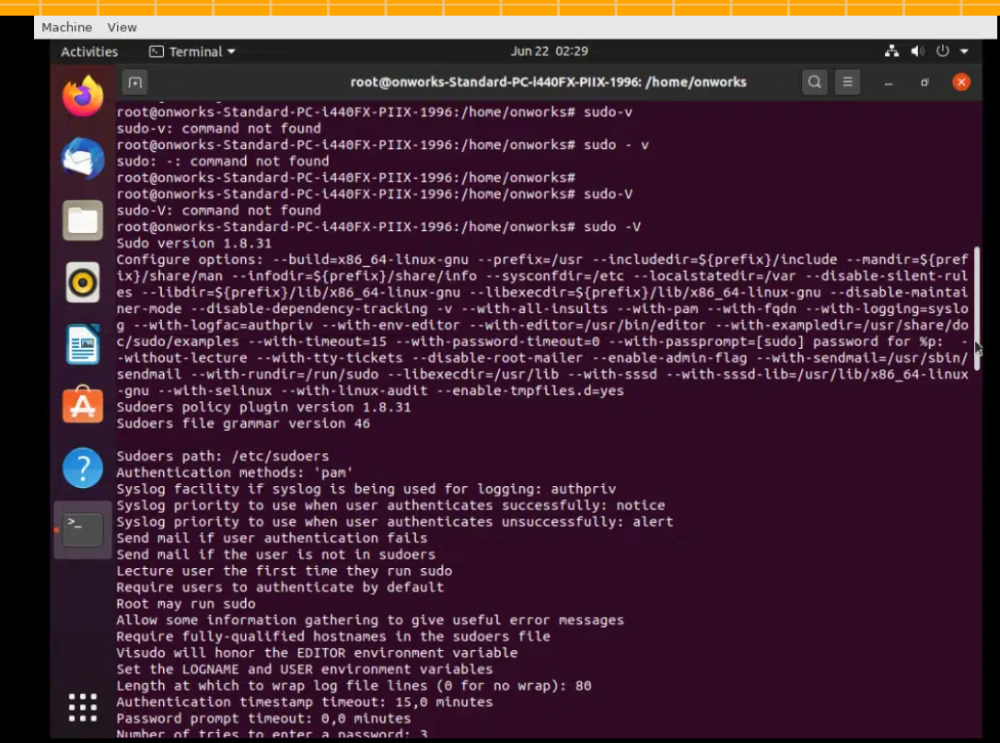 Machine View
Activities Terminal Jun 22 02:29
root@onworks-Standard-PC-i440FX-PIIX-1996: /home/onworks
root@onworks-Standard-PC-i440FX-PIIX-1996:/home/onworks# sudo-v
sudo-v: command not found
root@onworks-Standard-PC-i440FX-PIIX-1996:/home/onworks# sudo - v
sudo: -: command not found
root@onworks-Standard-PC-i440FX-PIIX-1996:/home/onworks#
root@onworks-Standard-PC-i440FX-PIIX-1996:/home/onworks# sudo-V
sudo-V: command not found
root@onworks-Standard-PC-i440FX-PIIX-1996:/home/onworks# sudo -V
Sudo version 1.8.31
Configure options: --build=x86_64-linux-gnu --prefix=/usr --includedir=${prefix}/include --mandir=${pref
ix}/share/man --infodir=${prefix}/share/info --sysconfdir=/etc --localstatedir=/var --disable-silent-rul
es --libdir=${prefix}/lib/x86_64-linux-gnu --libexecdir=${prefix}/lib/x86_64-linux-gnu --disable-maintai
ner-mode --disable-dependency-tracking -v --with-all-insults --with-pam --with-fqdn --with-logging=syslo
g --with-logfac=authpriv --with-env-editor --with-editor=/usr/bin/editor --with-exampledir=/usr/share/do
c/sudo/examples --with-timeout=15 --with-password-timeout=0 --with-passprompt=[sudo] password for %p:  -
-without-lecture --with-tty-tickets --disable-root-mailer --enable-admin-flag --with-sendmail=/usr/sbin/
sendmail --with-rundir=/run/sudo --libexecdir=/usr/lib --with-sssd --with-sssd-lib=/usr/lib/x86_64-linux
-gnu --with-selinux --with-linux-audit --enable-tmpfiles.d=yes
Sudoers policy plugin version 1.8.31
Sudoers file grammar version 46
Sudoers path: /etc/sudoers
Authentication methods: 'pam'
Syslog facility if syslog is being used for logging: authpriv
Syslog priority to use when user authenticates successfully: notice
Syslog priority to use when user authenticates unsuccessfully: alert
Send mail if user authentication fails
Send mail if the user is not in sudoers
Lecture user the first time they run sudo
Require users to authenticate by default
Root may run sudo
Allow some information gathering to give useful error messages
Require fully-qualified hostnames in the sudoers file
Visudo will honor the EDITOR environment variable
Set the LOGNAME and USER environment variables
Length at which to wrap log file lines (0 for no wrap): 80
Authentication timestamp timeout: 15,0 minutes
Password prompt timeout: 0,0 minutes
Number of tries to enter a password: 3